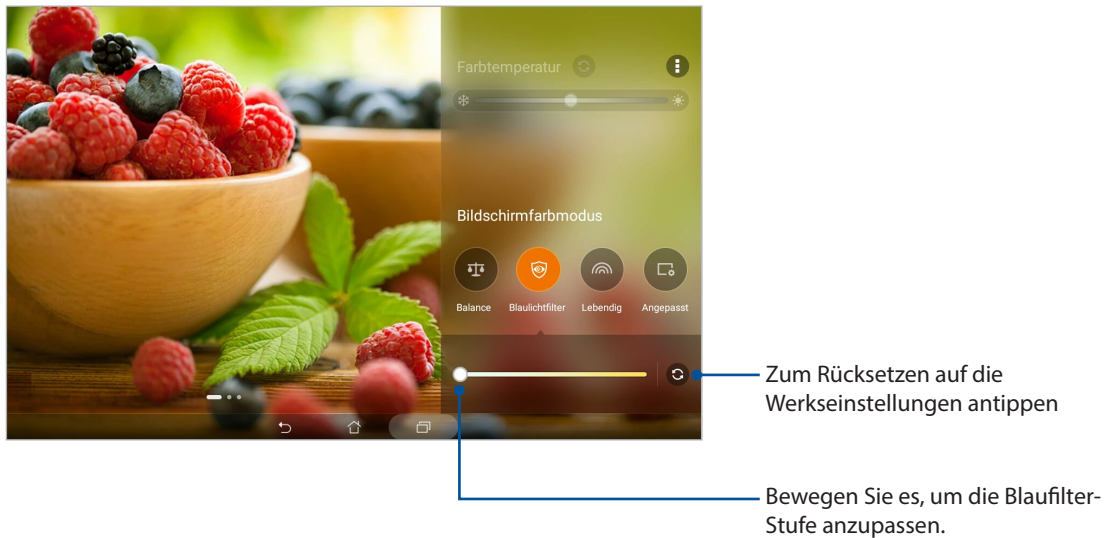 Farbtemperatur
Bildschirmfarbmodus
Balance Blaulichtfilter Lebendig Angepasst
Zum Rücksetzen auf die
Werkseinstellungen antippen
Bewegen Sie es, um die Blaufilter-
Stufe anzupassen.